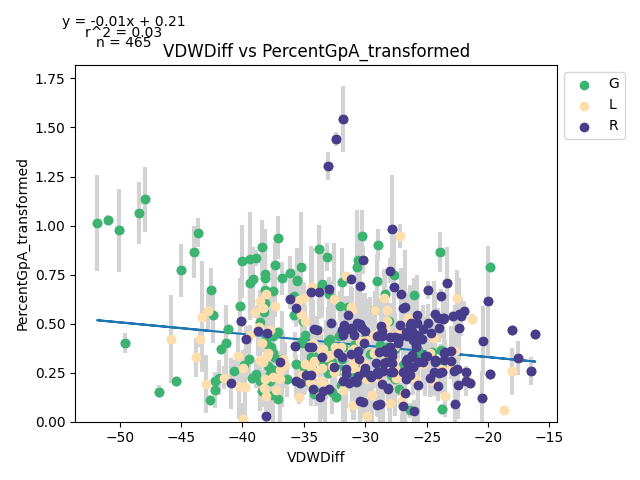 y = -0.01x + 0.21
r^2 = 0.03
n = 465
VDWDiff vs PercentGpA_transformed
PercentGpA_transformed
1.75
1.50
1.25
1.00
0.75
0.50
0.25
0.00
−50 −45 −40 −35 −30 −25 −20 −15
VDWDiff
G
L
R